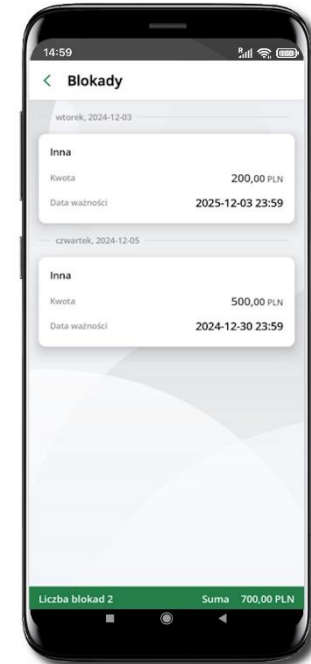 14:59
Blokady
wtorek, 2024-12-03
Inna
Kwota 200,00 PLN
Data ważności 2025-12-03 23:59
czwartek, 2024-12-05
Inna
Kwota 500,00 PLN
Data ważności 2024-12-30 23:59
Liczba blokad 2 Suma 700,00 PLN